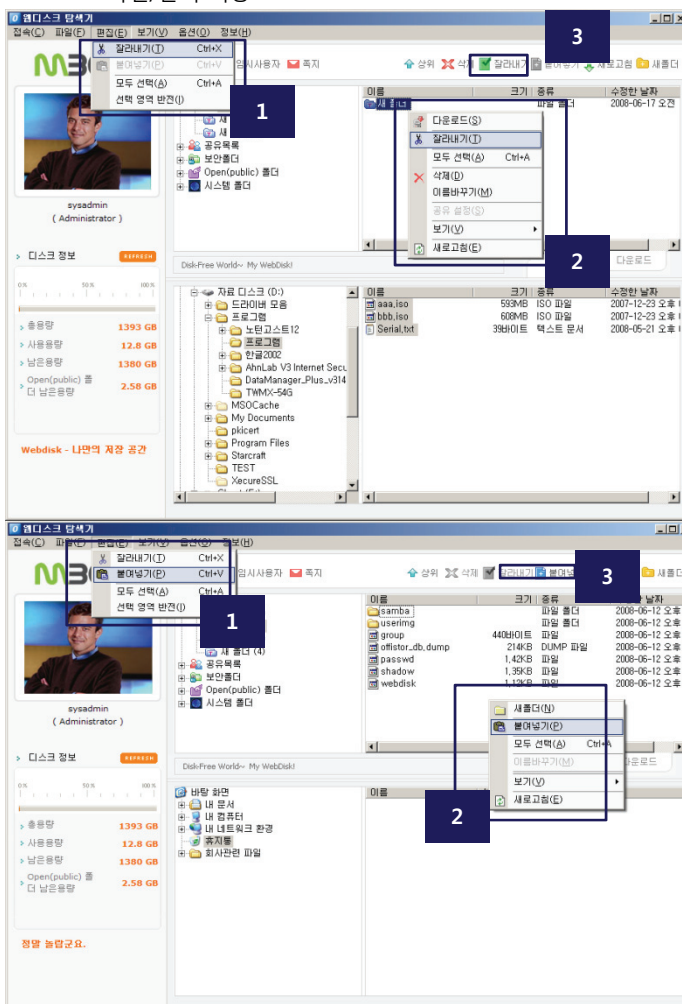 웹디스크 탐색기
접속(C) 파일(F) 편집(E) 보기(V) 옵션(O) 정보(H)
잘라내기(T) Ctrl+X
붙여넣기(P) Ctrl+V
모두 선택(A) Ctrl+A
선택 영역 반전(I)
1
임시사용자 쪽지
상위 삭제 잘라내기 붙여넣기 새로고침 새폴더
3
sysadmin
( Administrator )
새
새
공유목록
보안폴더
Open(public) 폴더
시스템 폴더
이름 크기 종류 수정한 날짜
파일 폴더 2008-06-17 오전
다운로드(S)
잘라내기(T)
모두 선택(A) Ctrl+A
삭제(D)
이름바꾸기(M)
공유 설정(S)
보기(V)
새로고침(E)
2
다운로드
Disk-Free World~ My WebDisk!
디스크 정보 REFRESH
0% 50% 100%
총용량 1393 GB
사용용량 12.8 GB
남은용량 1380 GB
Open(public) 폴더 남은용량 2.58 GB
Webdisk - 나만의 저장 공간
자료 디스크 (D:)
드라이버 모음
프로그램
노턴고스트12
프로그램
한글2002
AhnLab V3 Internet Secu
DataManager_Plus_v314
TWMX-54G
MSOCache
My Documents
pkicert
Program Files
Starcraft
TEST
XecureSSL
이름 크기 종류 수정한 날짜
aaa.iso 593MB ISO 파일 2007-12-23 오후
bbb.iso 608MB ISO 파일 2007-12-23 오후
Serial.txt 39바이트 텍스트 문서 2008-05-21 오후
웹디스크 탐색기
접속(C) 파일(F) 편집(E) 보기(V) 옵션(O) 정보(H)
잘라내기(T) Ctrl+X
붙여넣기(P) Ctrl+V
모두 선택(A) Ctrl+A
선택 영역 반전(I)
1
임시사용자 쪽지
상위 삭제 잘라내기 새폴더
3
sysadmin
( Administrator )
새 폴더 (4)
공유목록
보안폴더
Open(public) 폴더
시스템 폴더
이름 크기 종류 수정한 날짜
samba 파일 폴더 2008-06-12 오후
userimg 파일 폴더 2008-06-12 오후
group 440바이트 파일 2008-06-12 오후
offistor_db.dump 214KB DUMP 파일 2008-06-12 오후
passwd 1.42KB 파일 2008-06-12 오후
shadow 1.35KB 파일 2008-06-12 오후
webdisk 1.12KB 파일 2008-06-12 오후
새폴더(N)
붙여넣기(P)
모두 선택(A) Ctrl+A
이름바꾸기(M)
보기(V)
새로고침(E)
2
다운로드
Disk-Free World~ My WebDisk!
디스크 정보 REFRESH
0% 50% 100%
총용량 1393 GB
사용용량 12.8 GB
남은용량 1380 GB
Open(public) 폴더 남은용량 2.58 GB
정말 놀랍군요.
바탕 화면
내 문서
내 컴퓨터
내 네트워크 환경
휴지통
회사관련 파일
이름